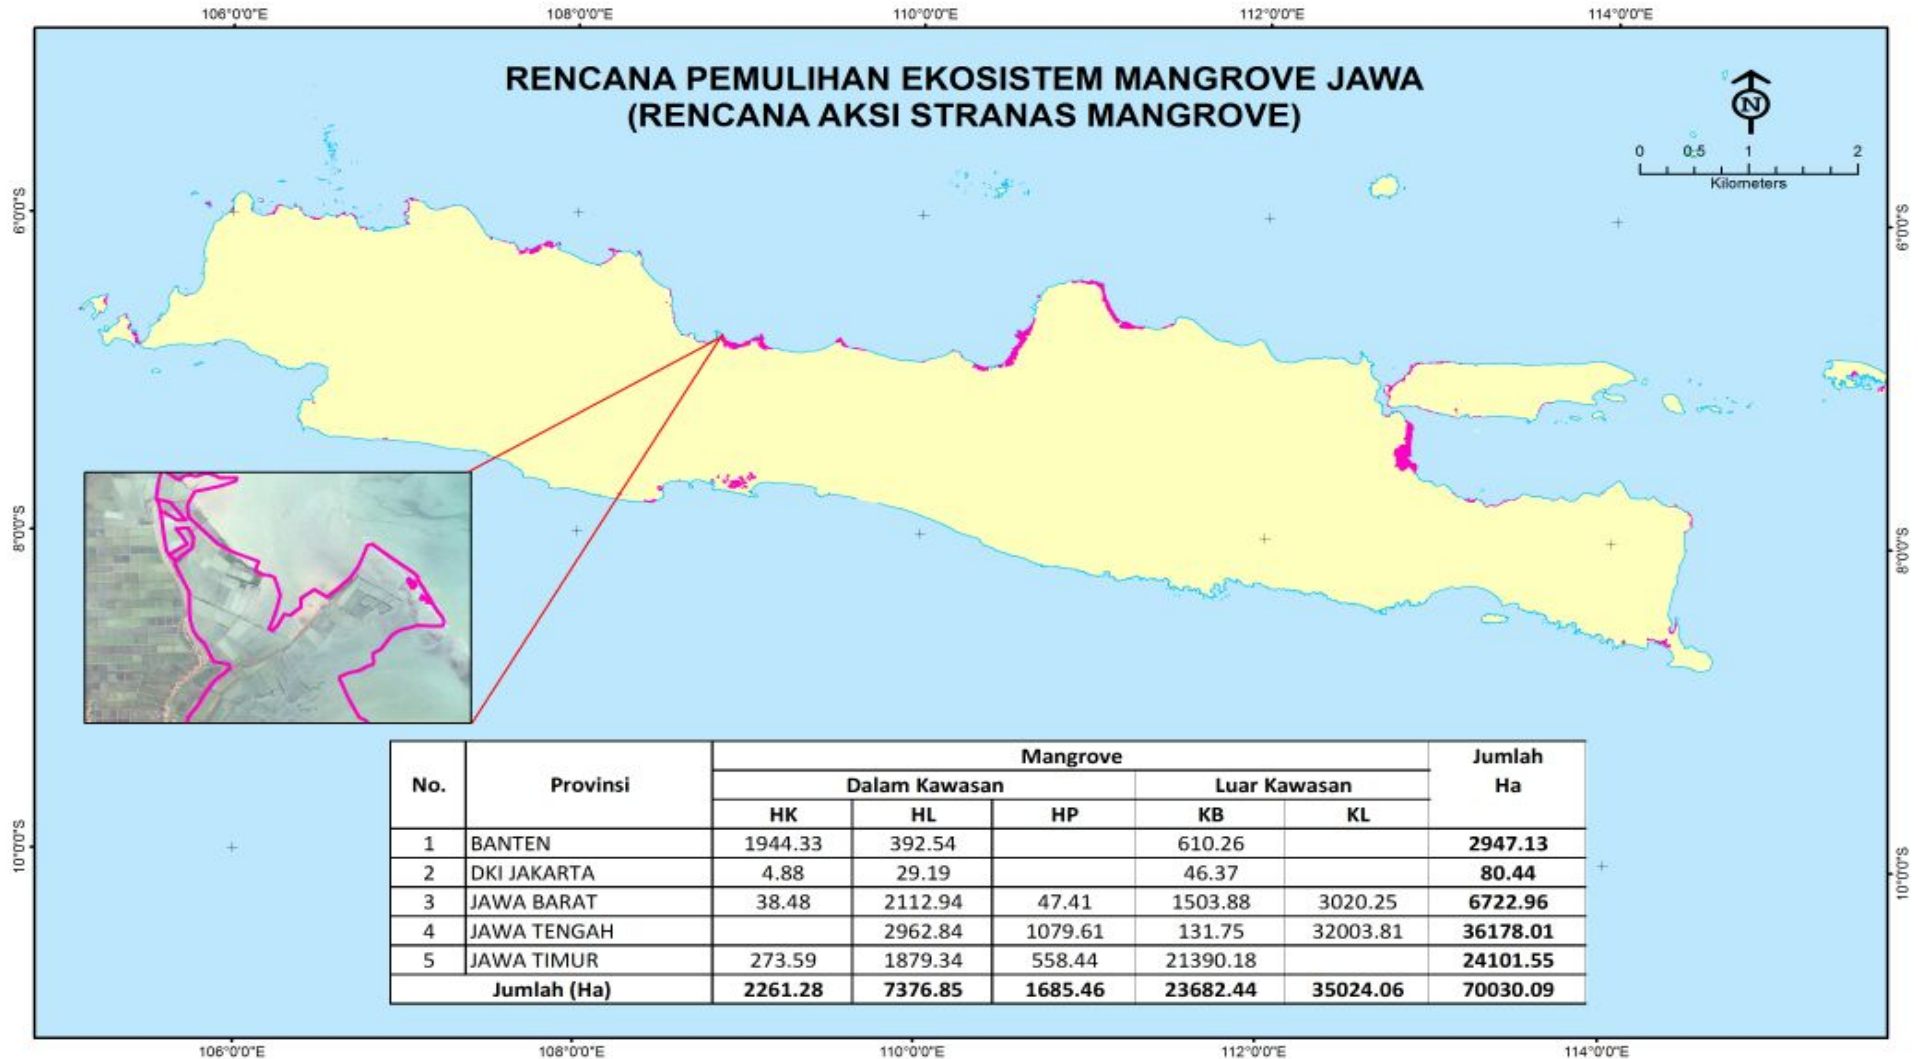 106°0'0"E 108°0'0"E 110°0'0"E 112°0'0"E 114°0'0"E
RENCANA PEMULIHAN EKOSISTEM MANGROVE JAWA
(RENCANA AKSI STRANAS MANGROVE)
N
0 0.5 1 2
Kilometers
6°0'0"S 6°0'0"S
8°0'0"S 8°0'0"S
10°0'0"S 10°0'0"S
No. Provinsi Mangrove Jumlah Ha
Dalam Kawasan Luar Kawasan
HK HL HP KB KL
1 BANTEN 1944.33 392.54 610.26 2947.13
2 DKI JAKARTA 4.88 29.19 46.37 80.44
3 JAWA BARAT 38.48 2112.94 47.41 1503.88 3020.25 6722.96
4 JAWA TENGAH 2962.84 1079.61 131.75 32003.81 36178.01
5 JAWA TIMUR 273.59 1879.34 558.44 21390.18 24101.55
Jumlah (Ha) 2261.28 7376.85 1685.46 23682.44 35024.06 70030.09
106°0'0"E 108°0'0"E 110°0'0"E 112°0'0"E 114°0'0"E